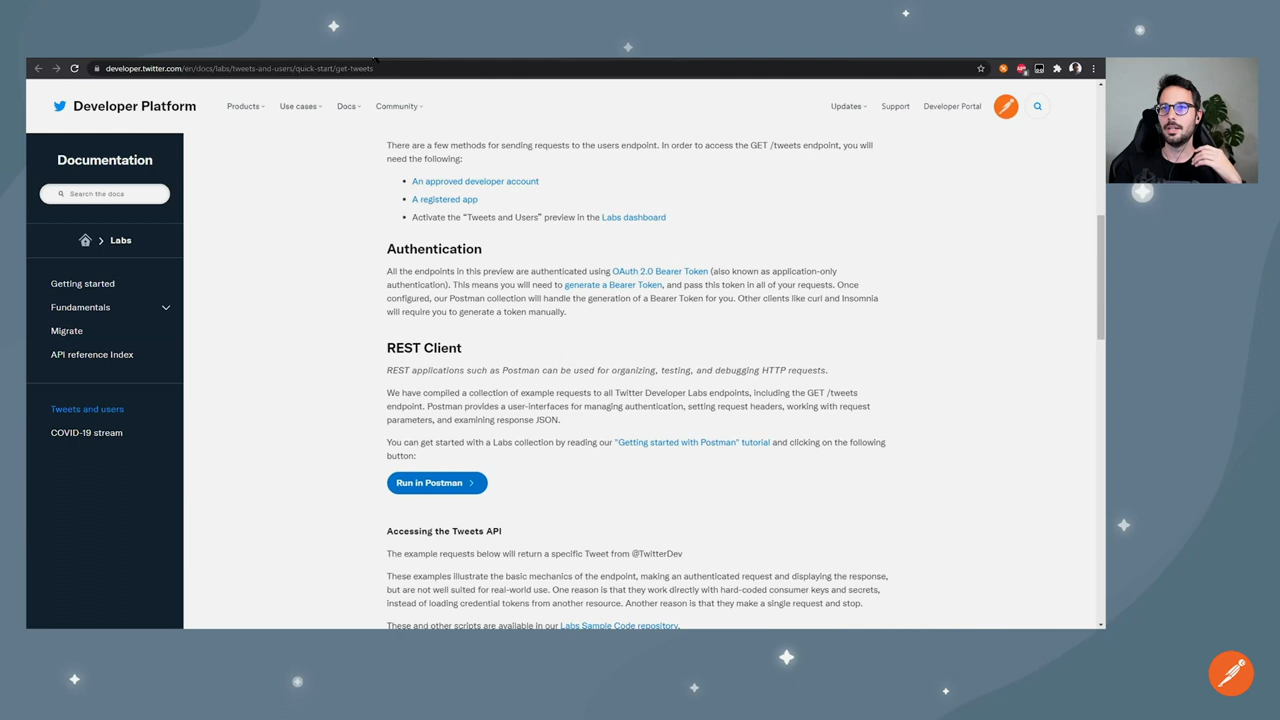 developer.twitter.com/en/docs/labs/tweets-and-users/quick-start/get-tweets
Developer Platform
Products
Use cases
Docs
Community
Updates
Support
Developer Portal
Documentation
Search the docs
Labs
Getting started
Fundamentals
Migrate
API reference Index
Tweets and users
COVID-19 stream
There are a few methods for sending requests to the users endpoint. In order to access the GET /tweets endpoint, you will
need the following:
• An approved developer account
• A registered app
• Activate the “Tweets and Users” preview in the Labs dashboard
Authentication
All the endpoints in this preview are authenticated using OAuth 2.0 Bearer Token (also known as application-only
authentication). This means you will need to generate a Bearer Token, and pass this token in all of your requests. Once
configured, our Postman collection will handle the generation of a Bearer Token for you. Other clients like curl and Insomnia
will require you to generate a token manually.
REST Client
REST applications such as Postman can be used for organizing, testing, and debugging HTTP requests.
We have compiled a collection of example requests to all Twitter Developer Labs endpoints, including the GET /tweets
endpoint. Postman provides a user-interfaces for managing authentication, setting request headers, working with request
parameters, and examining response JSON.
You can get started with a Labs collection by reading our "Getting started with Postman" tutorial and clicking on the following
button:
Run in Postman
Accessing the Tweets API
The example requests below will return a specific Tweet from @TwitterDev
These examples illustrate the basic mechanics of the endpoint, making an authenticated request and displaying the response,
but are not well suited for real-world use. One reason is that they work directly with hard-coded consumer keys and secrets,
instead of loading credential tokens from another resource. Another reason is that they make a single request and stop.
These and other scripts are available in our Labs Sample Code repository.